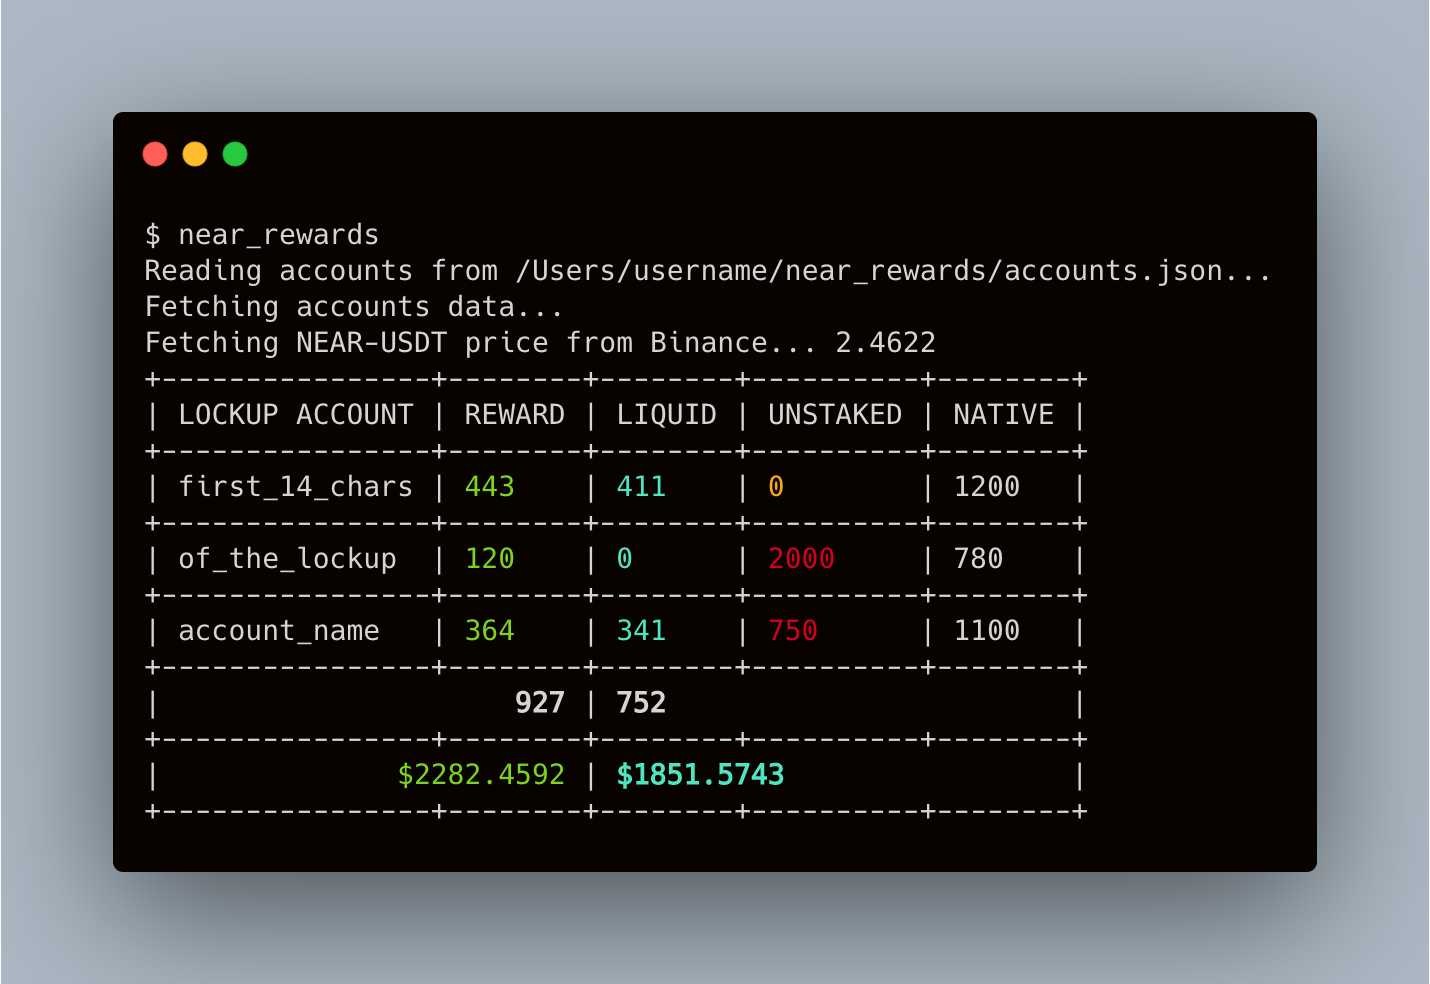 $ near_rewards
Reading accounts from /Users/username/near_rewards/accounts.json...
Fetching accounts data...
Fetching NEAR-USDT price from Binance... 2.4622
+----------------+--------+--------+----------+--------+
| LOCKUP ACCOUNT | REWARD | LIQUID | UNSTAKED | NATIVE |
+----------------+--------+--------+----------+--------+
| first_14_chars | 443    | 411    | 0        | 1200   |
+----------------+--------+--------+----------+--------+
| of_the_lockup  | 120    | 0      | 2000     | 780    |
+----------------+--------+--------+----------+--------+
| account_name   | 364    | 341    | 750      | 1100   |
+----------------+--------+--------+----------+--------+
|                     927 | 752                        |
+----------------+--------+--------+----------+--------+
|              $2282.4592 | $1851.5743                 |
+----------------+--------+--------+----------+--------+